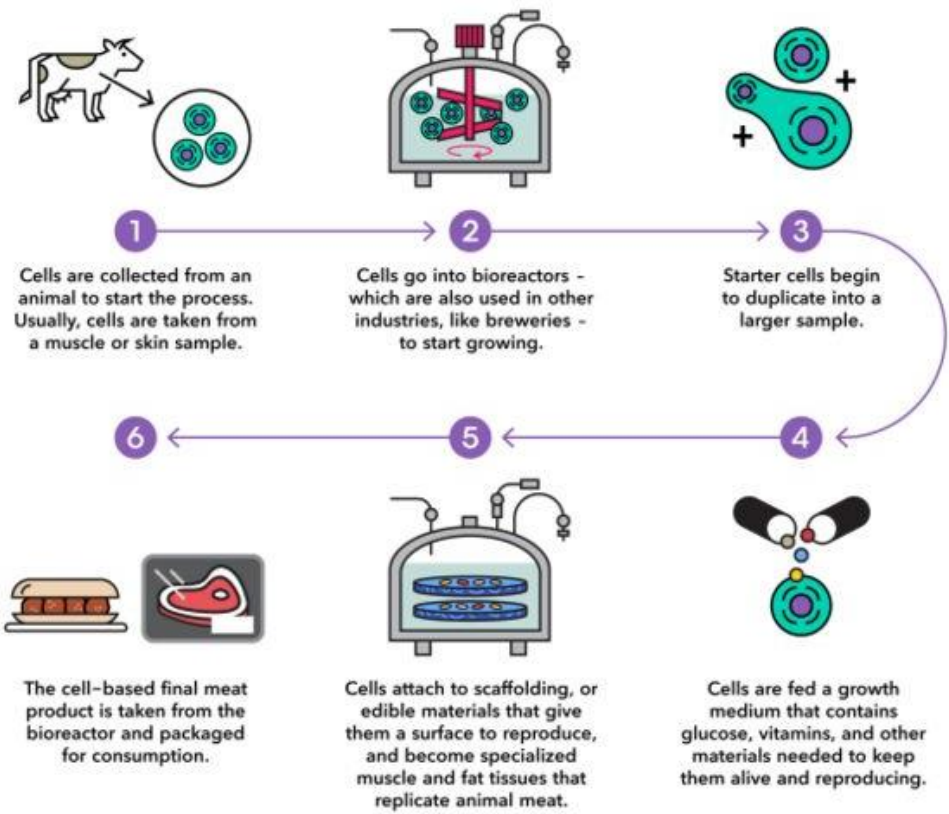 1
Cells are collected from an
animal to start the process.
Usually, cells are taken from
a muscle or skin sample.
2
Cells go into bioreactors -
which are also used in other
industries, like breweries -
to start growing.
3
Starter cells begin
to duplicate into a
larger sample.
4
Cells are fed a growth
medium that contains
glucose, vitamins, and other
materials needed to keep
them alive and reproducing.
5
Cells attach to scaffolding, or
edible materials that give
them a surface to reproduce,
and become specialized
muscle and fat tissues that
replicate animal meat.
6
The cell-based final meat
product is taken from the
bioreactor and packaged
for consumption.